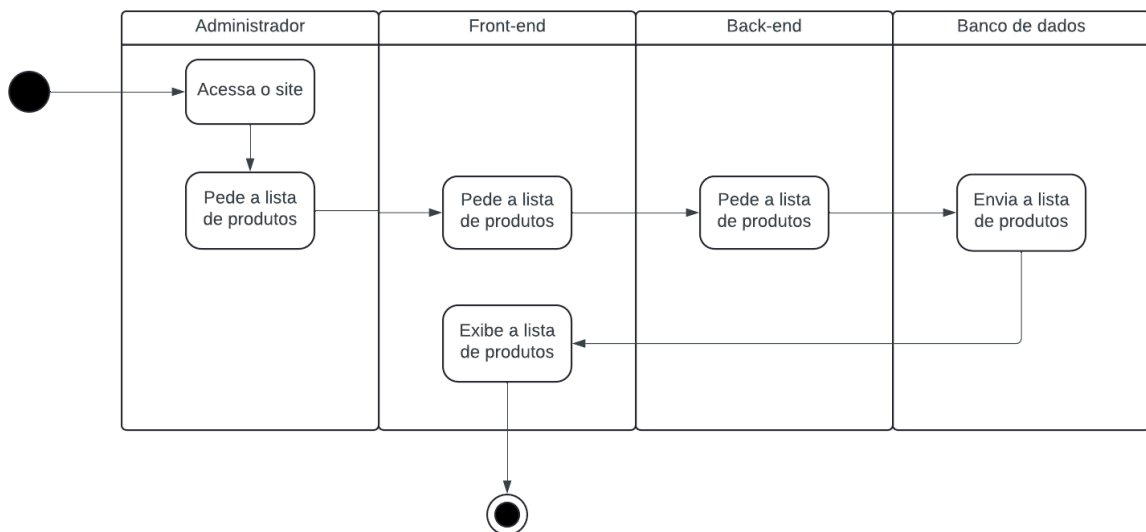 Administrador
Front-end
Back-end
Banco de dados
Acessa o site
Pede a lista
de produtos
Pede a lista
de produtos
Pede a lista
de produtos
Envia a lista
de produtos
Exibe a lista
de produtos